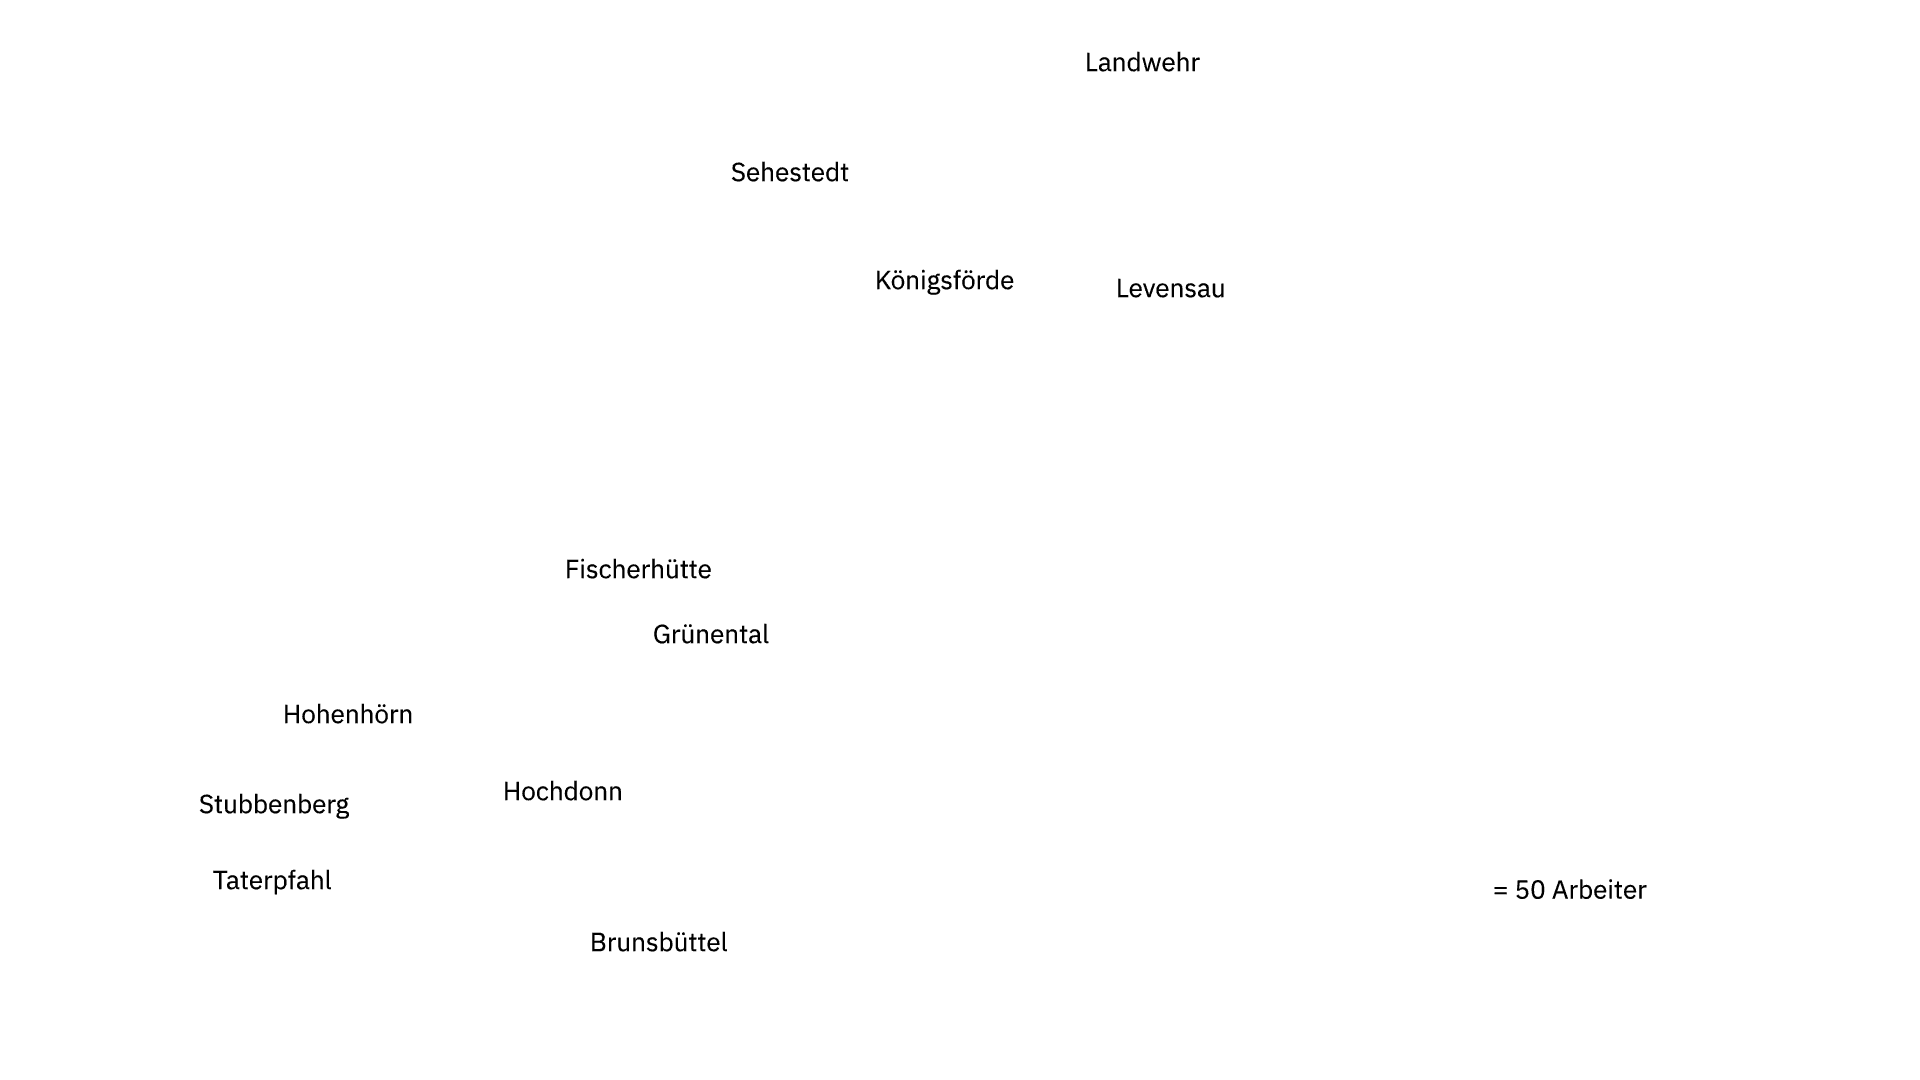 Landwehr
Sehestedt
Königsförde
Levensau
Fischerhütte
Grünental
Hohenhörn
Hochdonn
Stubbenberg
Taterpfahl
= 50 Arbeiter
Brunsbüttel